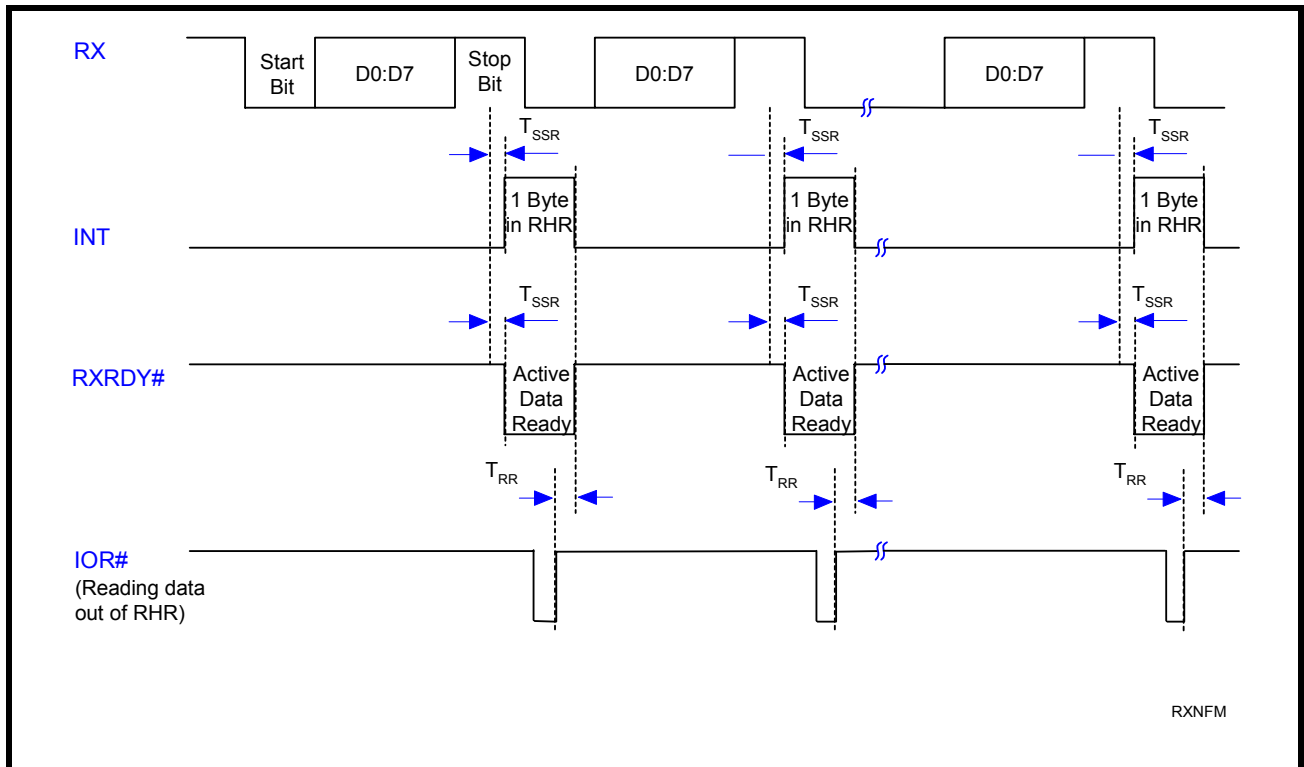 RX
Start
Bit
D0:D7
Stop
Bit
D0:D7
D0:D7
TSSR
TSSR
TSSR
INT
1 Byte
in RHR
1 Byte
in RHR
1 Byte
in RHR
TSSR
TSSR
TSSR
RXRDY#
Active
Data
Ready
Active
Data
Ready
Active
Data
Ready
TRR
TRR
TRR
IOR#
(Reading data
out of RHR)
RXNFM